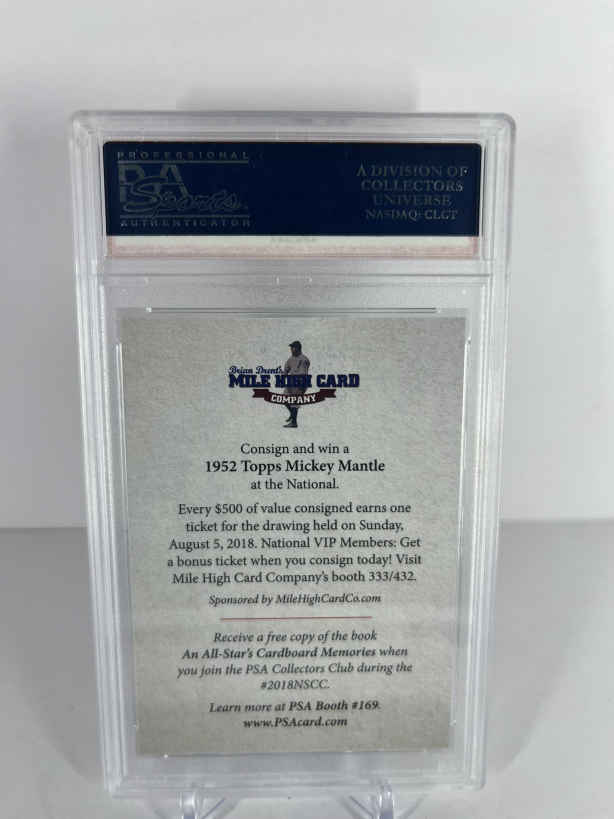 PROFESSIONAL
PSA
Sports
AUTHENTICATOR
A DIVISION OF
COLLECTORS
UNIVERSE
NASDAQ: CLCT
Brian Drent's
MILE HIGH CARD
COMPANY
Consign and win a
1952 Topps Mickey Mantle
at the National.
Every $500 of value consigned earns one
ticket for the drawing held on Sunday,
August 5, 2018. National VIP Members: Get
a bonus ticket when you consign today! Visit
Mile High Card Company's booth 333/432.
Sponsored by MileHighCardCo.com
Receive a free copy of the book
An All-Star's Cardboard Memories when
you join the PSA Collectors Club during the
#2018NSCC.
Learn more at PSA Booth #169.
www.PSAcard.com